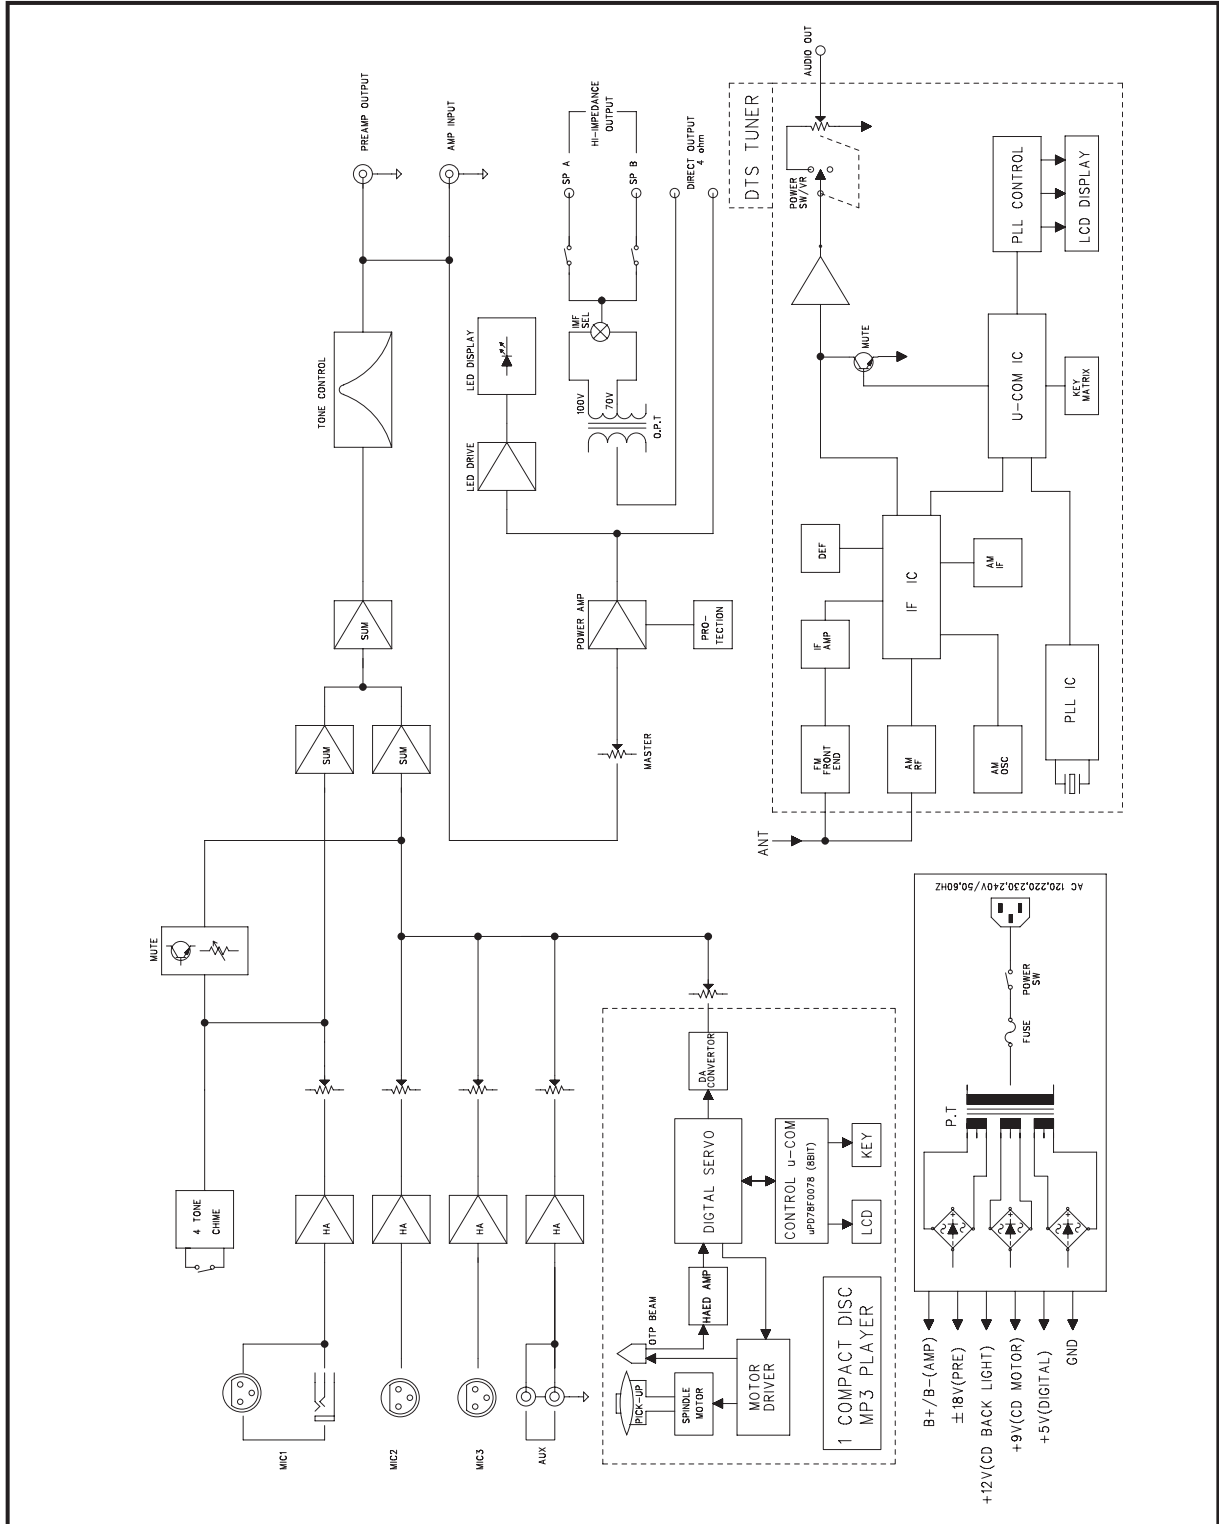 MIC1
MIC2
MIC3
AUX
4 TONE
CHIME
HA
HA
HA
HA
MUTE
SUM
SUM
SUM
TONE CONTROL
PREAMP OUTPUT
AMP INPUT
MASTER
POWER AMP
PRO-
TECTION
LED DRIVE
LED DISPLAY
100V
70V
O.P.T
IMF
SEL
SP A
SP B
HI-IMPEDANCE
OUTPUT
DIRECT OUTPUT
4 ohm
1 COMPACT DISC
MP3 PLAYER
PICK-UP
OTP BEAM
SPINDLE
MOTOR
MOTOR
DRIVER
HAED AMP
DIGTAL SERVO
DA
CONVERTOR
CONTROL u-COM
uPD78F0078 (8BIT)
LCD
KEY
DTS TUNER
ANT
FM
FRONT
END
AM
RF
AM
OSC
IF
AMP
DEF
IF IC
AM
IF
PLL IC
U-COM IC
KEY
MATRIX
MUTE
PLL CONTROL
LCD DISPLAY
POWER
SW/VR
AUDIO OUT
AC 120,220,230,240V/50,60HZ
POWER
SW
FUSE
P.T
B+/B-(AMP)
±18V(PRE)
+12V(CD BACK LIGHT)
+9V(CD MOTOR)
+5V(DIGITAL)
GND